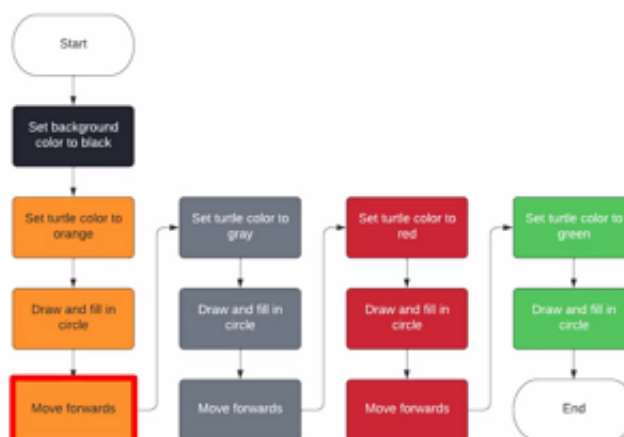 Start
Set background
color to black
Set turtle color to
orange
Draw and fill in
circle
Move forwards
Set turtle color to
gray
Draw and fill in
circle
Move forwards
Set turtle color to
red
Draw and fill in
circle
Move forwards
Set turtle color to
green
Draw and fill in
circle
End